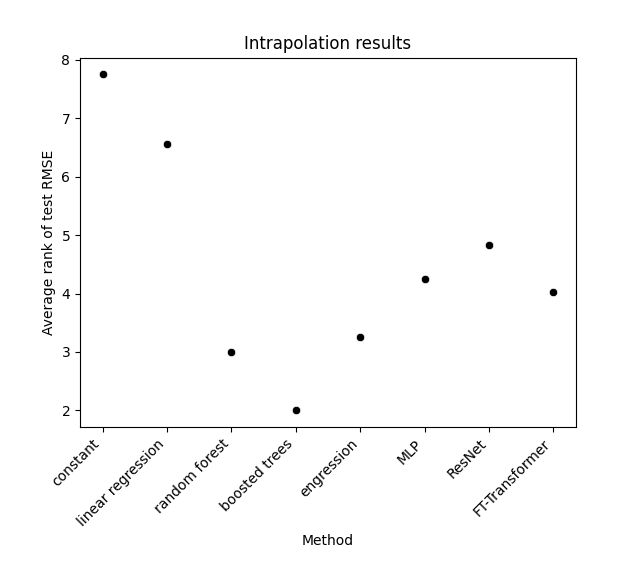 Intrapolation results
Average rank of test RMSE
8
7
6
5
4
3
2
constant
linear regression
random forest
boosted trees
engression
MLP
ResNet
FT-Transformer
Method